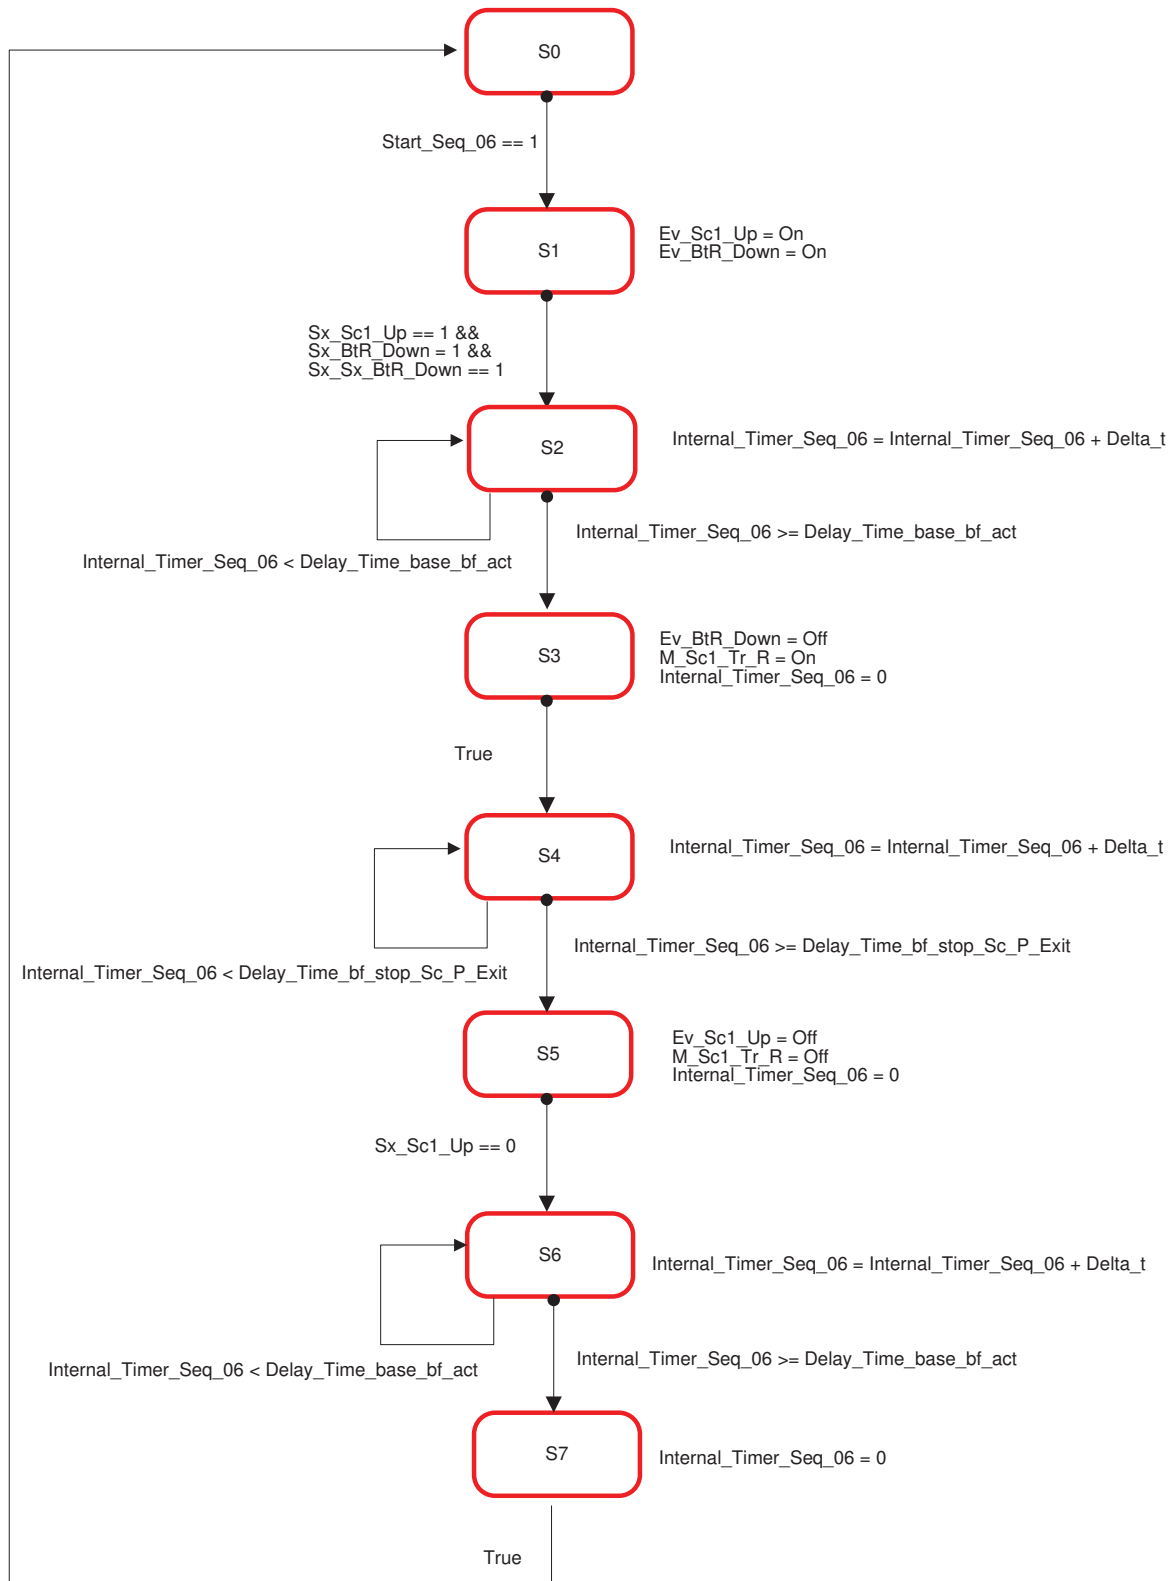 S0
Start_Seq_06 == 1
S1
Ev_Sc1_Up = On
Ev_BtR_Down = On
Sx_Sc1_Up == 1 &&
Sx_BtR_Down = 1 &&
Sx_Sx_BtR_Down == 1
S2
Internal_Timer_Seq_06 = Internal_Timer_Seq_06 + Delta_t
Internal_Timer_Seq_06 >= Delay_Time_base_bf_act
Internal_Timer_Seq_06 < Delay_Time_base_bf_act
S3
Ev_BtR_Down = Off
M_Sc1_Tr_R = On
Internal_Timer_Seq_06 = 0
True
S4
Internal_Timer_Seq_06 = Internal_Timer_Seq_06 + Delta_t
Internal_Timer_Seq_06 >= Delay_Time_bf_stop_Sc_P_Exit
Internal_Timer_Seq_06 < Delay_Time_bf_stop_Sc_P_Exit
S5
Ev_Sc1_Up = Off
M_Sc1_Tr_R = Off
Internal_Timer_Seq_06 = 0
Sx_Sc1_Up == 0
S6
Internal_Timer_Seq_06 = Internal_Timer_Seq_06 + Delta_t
Internal_Timer_Seq_06 >= Delay_Time_base_bf_act
Internal_Timer_Seq_06 < Delay_Time_base_bf_act
S7
Internal_Timer_Seq_06 = 0
True